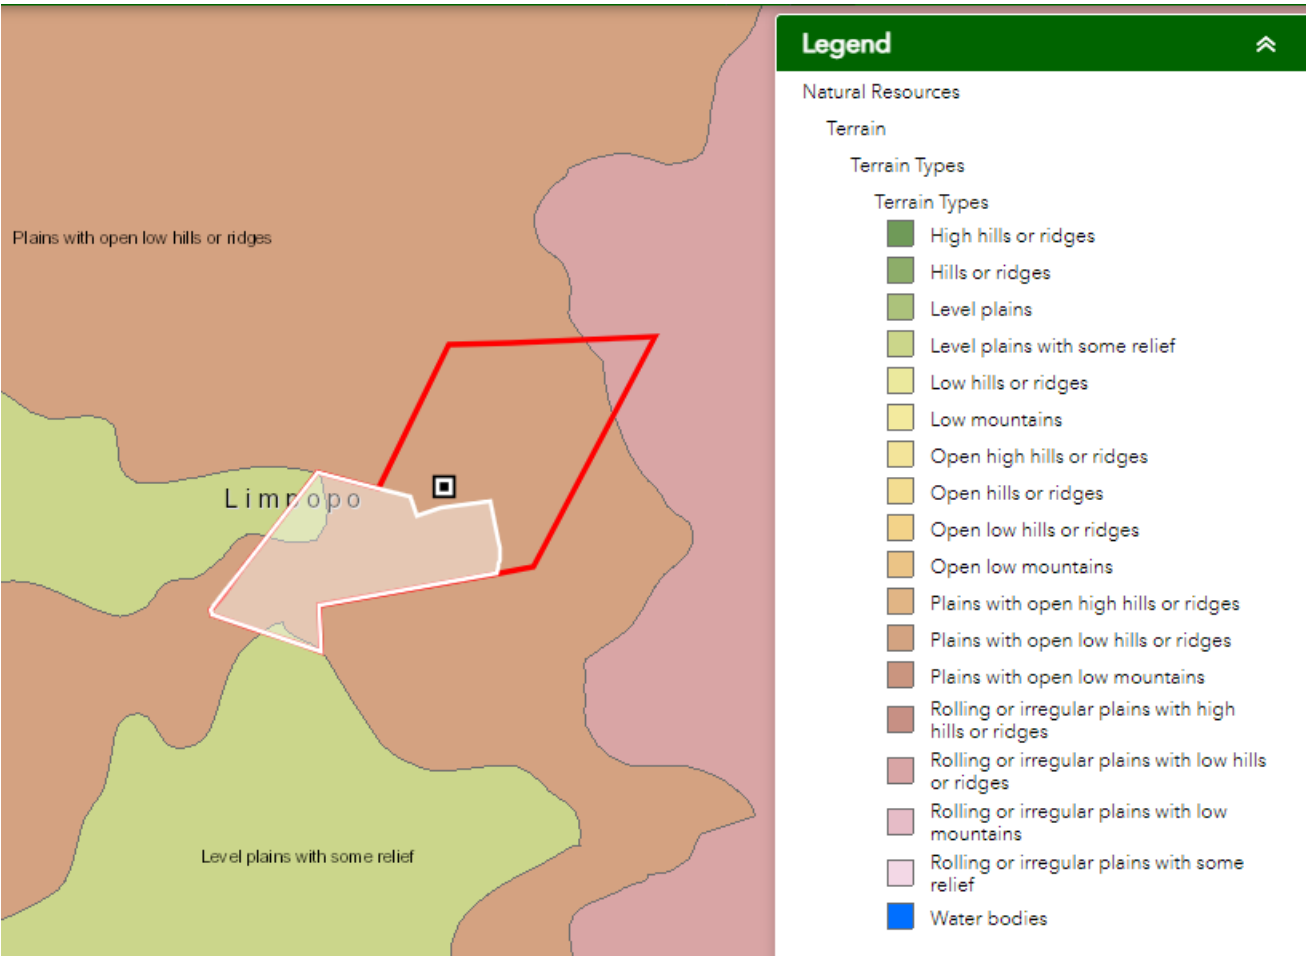 Legend
Natural Resources
Terrain
Terrain Types
Terrain Types
High hills or ridges
Hills or ridges
Level plains
Level plains with some relief
Low hills or ridges
Low mountains
Open high hills or ridges
Open hills or ridges
Open low hills or ridges
Open low mountains
Plains with open high hills or ridges
Plains with open low hills or ridges
Plains with open low mountains
Rolling or irregular plains with high
hills or ridges
Rolling or irregular plains with low hills
or ridges
Rolling or irregular plains with low
mountains
Rolling or irregular plains with some
relief
Water bodies
Plains with open low hills or ridges
Limpopo
Level plains with some relief